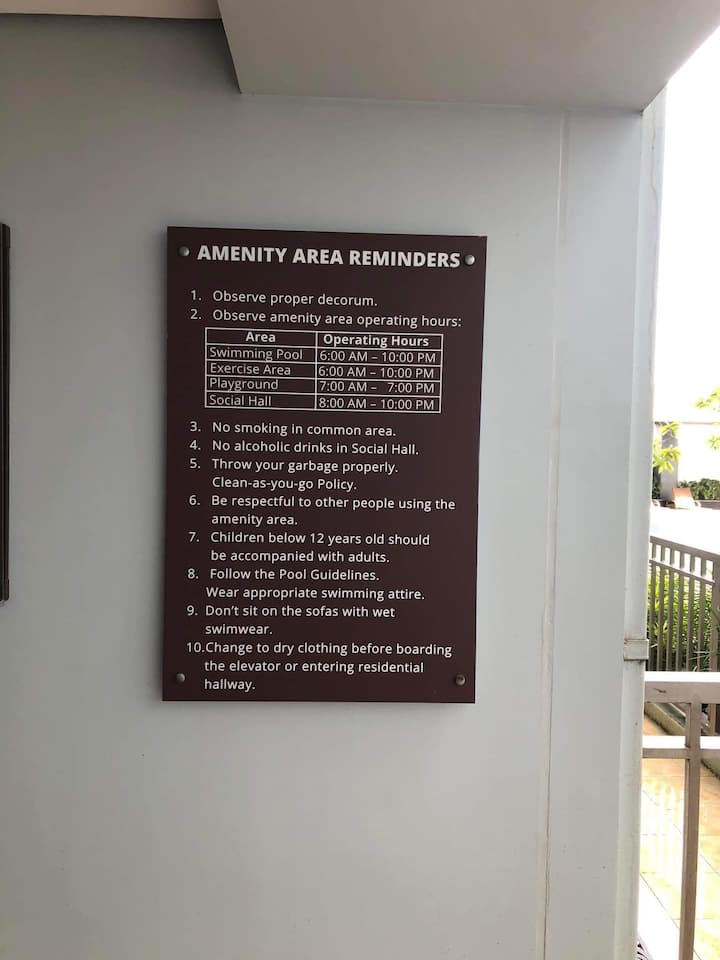 AMENITY AREA REMINDERS
1. Observe proper decorum.
2. Observe amenity area operating hours:
Area Operating Hours
Swimming Pool 6:00 AM – 10:00 PM
Exercise Area 6:00 AM – 10:00 PM
Playground 7:00 AM – 7:00 PM
Social Hall 8:00 AM – 10:00 PM
3. No smoking in common area.
4. No alcoholic drinks in Social Hall.
5. Throw your garbage properly.
Clean-as-you-go Policy.
6. Be respectful to other people using the
amenity area.
7. Children below 12 years old should
be accompanied with adults.
8. Follow the Pool Guidelines.
Wear appropriate swimming attire.
9. Don't sit on the sofas with wet
swimwear.
10.Change to dry clothing before boarding
the elevator or entering residential
hallway.